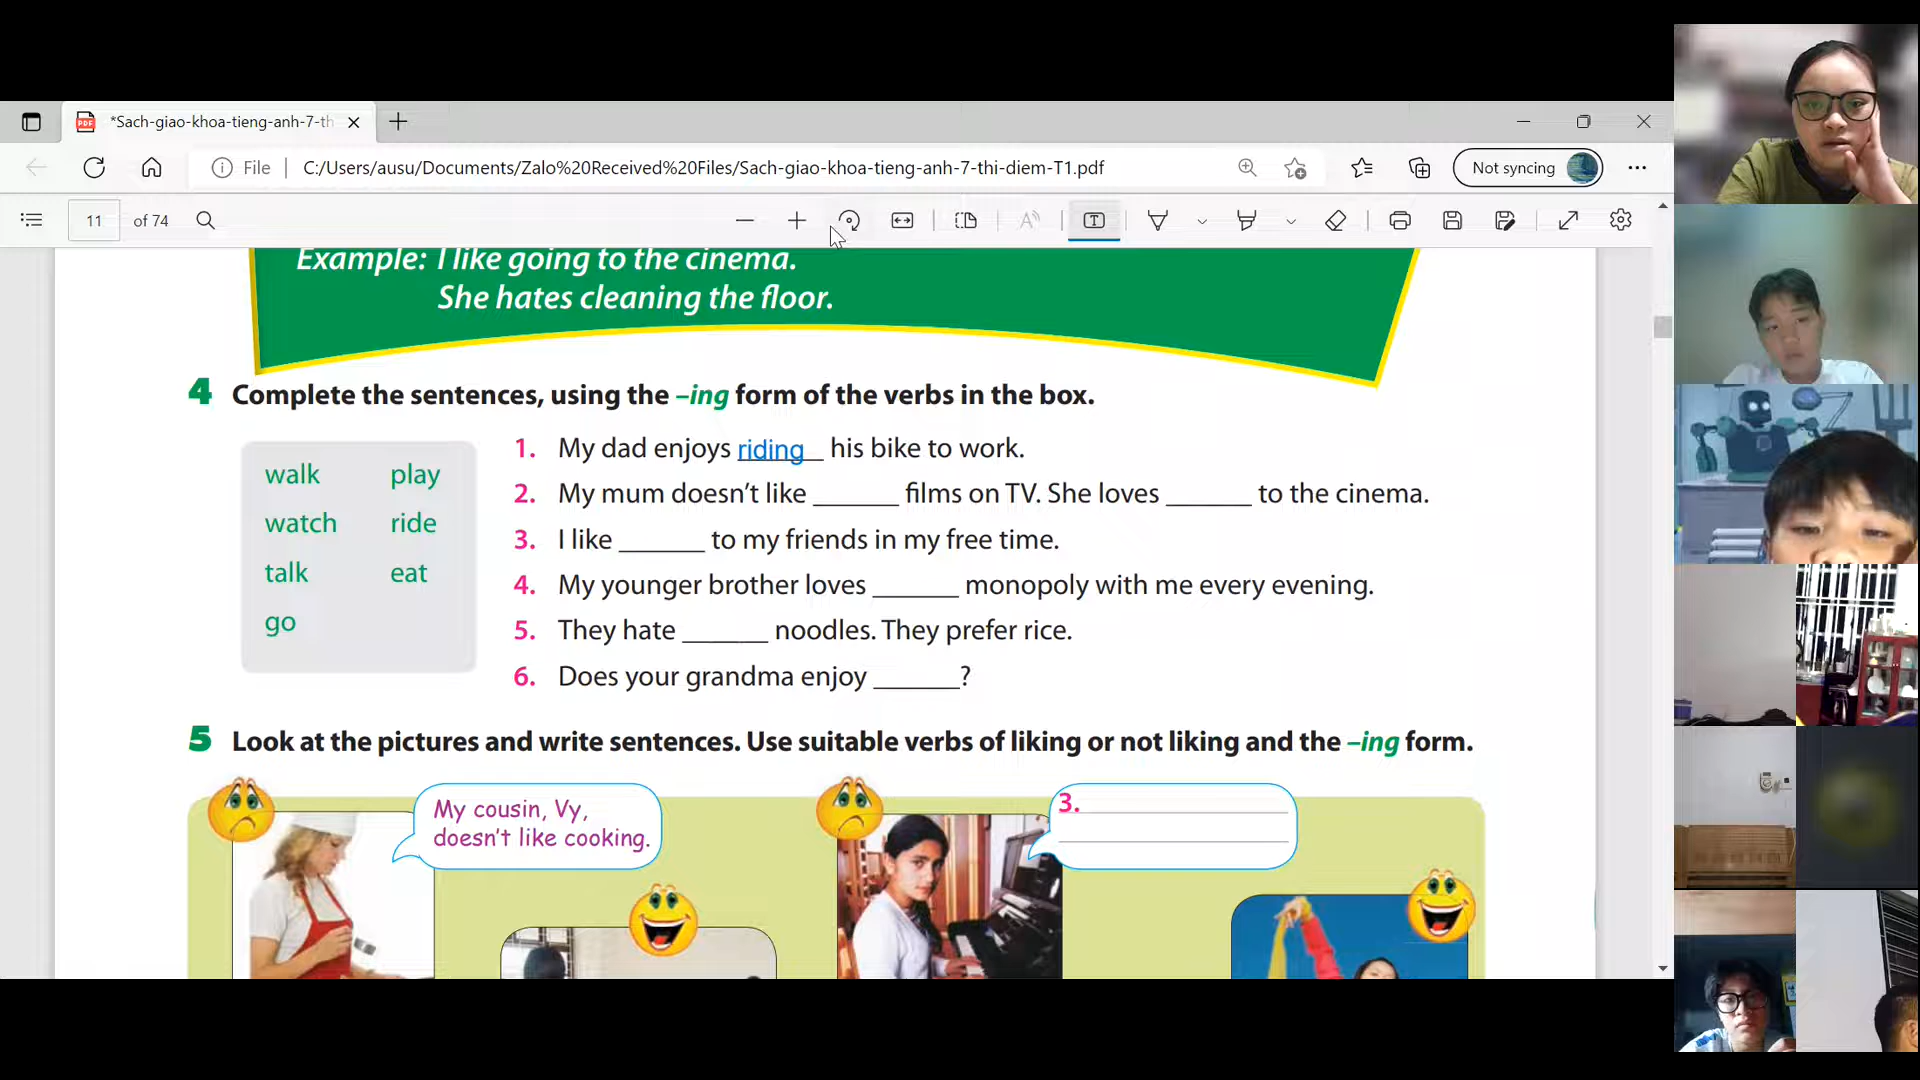 *Sach-giao-khoa-tieng-anh-7-th
File
C:/Users/ausu/Documents/Zalo%20Received%20Files/Sach-giao-khoa-tieng-anh-7-thi-diem-T1.pdf
Not syncing
11 of 74
Example: I like going to the cinema.
She hates cleaning the floor.
4 Complete the sentences, using the –ing form of the verbs in the box.
walk play
watch ride
talk eat
go
1. My dad enjoys riding his bike to work.
2. My mum doesn't like ______ films on TV. She loves ______ to the cinema.
3. I like ______ to my friends in my free time.
4. My younger brother loves ______ monopoly with me every evening.
5. They hate ______ noodles. They prefer rice.
6. Does your grandma enjoy ______?
5 Look at the pictures and write sentences. Use suitable verbs of liking or not liking and the –ing form.
My cousin, Vy,
doesn't like cooking.
3.